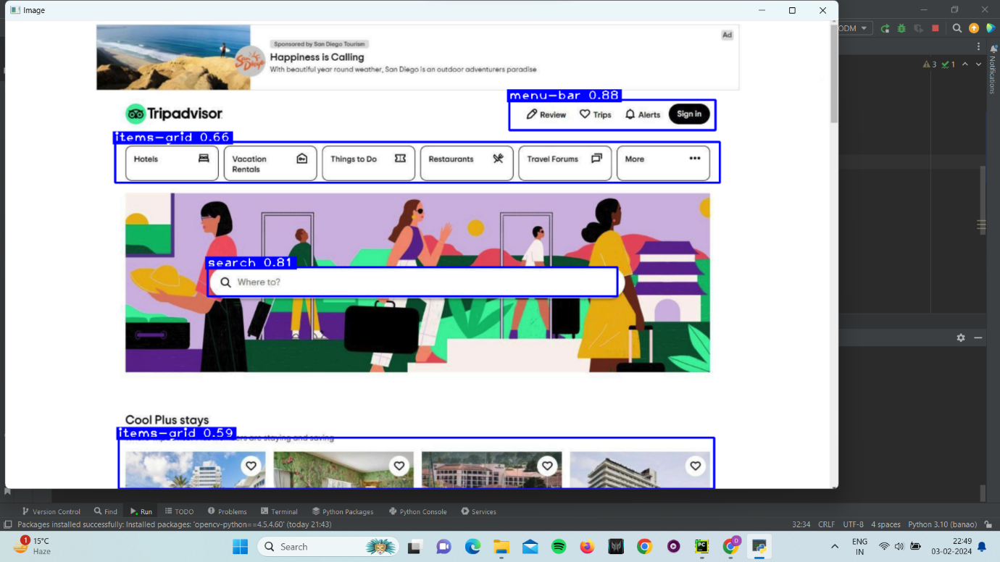 Image
Sponsored by San Diego Tourism
Ad
Happiness is Calling
With beautiful year round weather, San Diego is an outdoor adventurers paradise
San Diego
menu-bar 0.88
Tripadvisor
Review
Trips
Alerts
Sign in
items-grid 0.66
Hotels
Vacation
Rentals
Things to Do
Restaurants
Travel Forums
More
search 0.81
Where to?
Cool Plus stays
items-grid 0.59
are staying and saving
ODM
3
1
Notifications
Version Control
Find
Run
TODO
Problems
Terminal
Python Packages
Python Console
Services
Packages installed successfully: Installed packages: 'opencv-python==4.5.4.60' (today 21:43)
32:34
CRLF
UTF-8
4 spaces
Python 3.10 (banao)
1
15°C
Haze
Search
PC
D
ENG
IN
22:49
03-02-2024